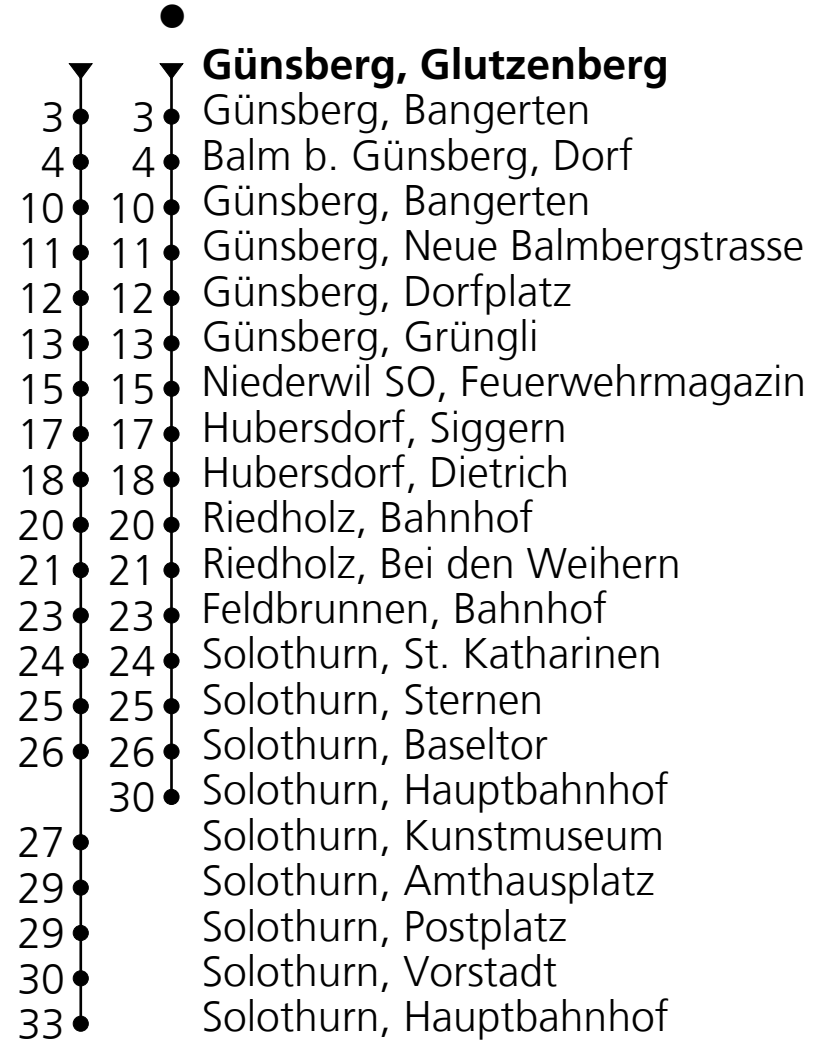 Günsberg, Glutzenberg
3 3 Günsberg, Bangerten
4 4 Balm b. Günsberg, Dorf
10 10 Günsberg, Bangerten
11 11 Günsberg, Neue Balmbergstrasse
12 12 Günsberg, Dorfplatz
13 13 Günsberg, Grüngli
15 15 Niederwil SO, Feuerwehrmagazin
17 17 Hubersdorf, Siggern
18 18 Hubersdorf, Dietrich
20 20 Riedholz, Bahnhof
21 21 Riedholz, Bei den Weihern
23 23 Feldbrunnen, Bahnhof
24 24 Solothurn, St. Katharinen
25 25 Solothurn, Sternen
26 26 Solothurn, Baseltor
30 Solothurn, Hauptbahnhof
27 Solothurn, Kunstmuseum
29 Solothurn, Amthausplatz
29 Solothurn, Postplatz
30 Solothurn, Vorstadt
33 Solothurn, Hauptbahnhof